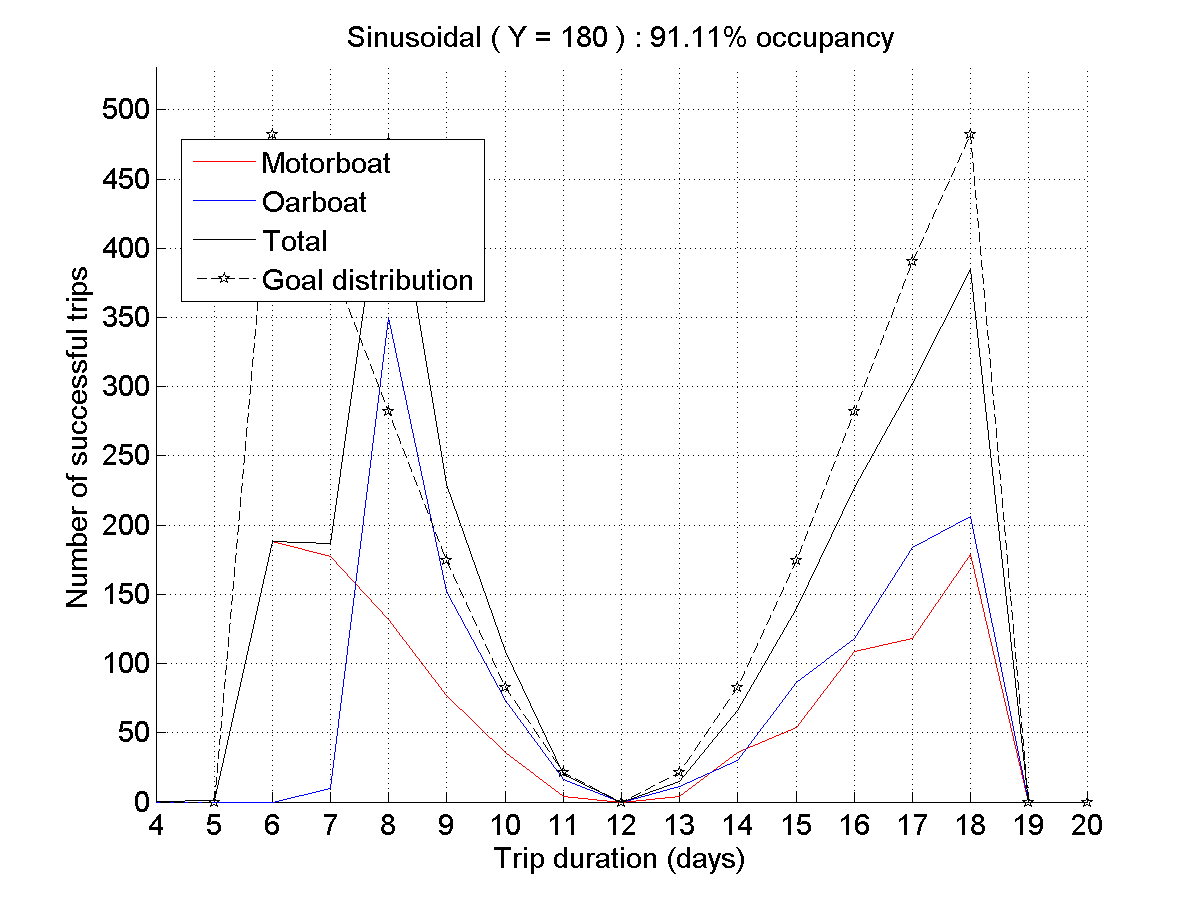 Sinusoidal ( Y = 180 ) : 91.11% occupancy
500
450
400
350
300
250
200
150
100
50
0
Number of successful trips
Motorboat
Oarboat
Total
Goal distribution
4 5 6 7 8 9 10 11 12 13 14 15 16 17 18 19 20
Trip duration (days)